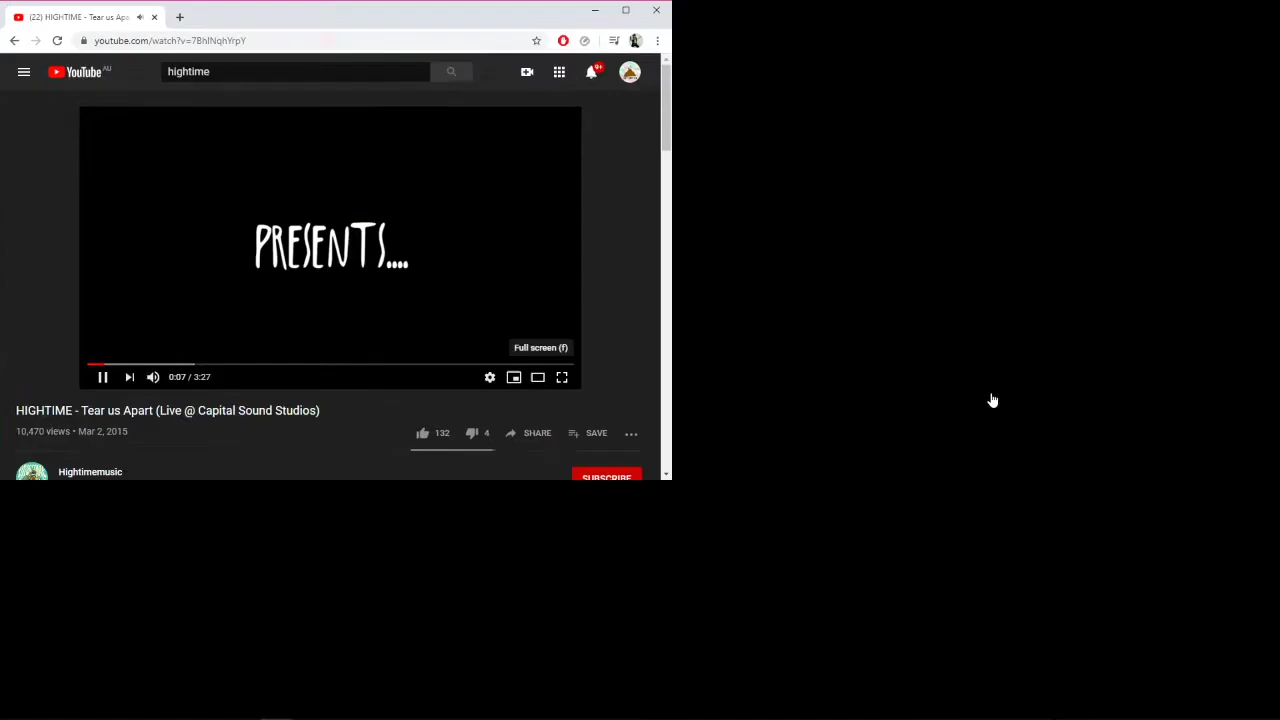 (22) HIGHTIME - Tear us Apa
youtube.com/watch?v=7BhlNqhYrpY
YouTube AU
hightime
9+
PRESENTS....
Full screen (f)
0:07 / 3:27
HIGHTIME - Tear us Apart (Live @ Capital Sound Studios)
10,470 views • Mar 2, 2015
132 4 SHARE SAVE
Hightimemusic
SUBSCRIBE